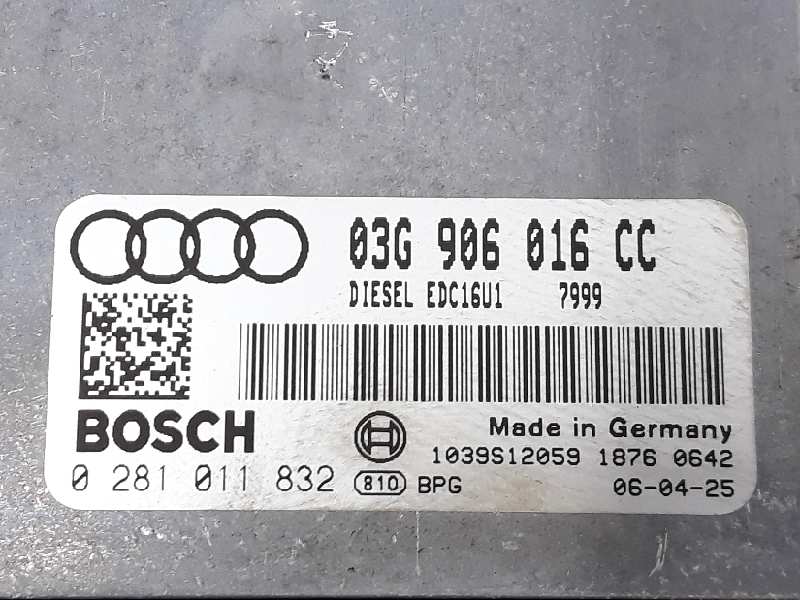 03G 906 016 CC
DIESEL EDC16U1 7999
BOSCH
Made in Germany
1039S12059 1876 0642
0 281 011 832 810 BPG 06-04-25